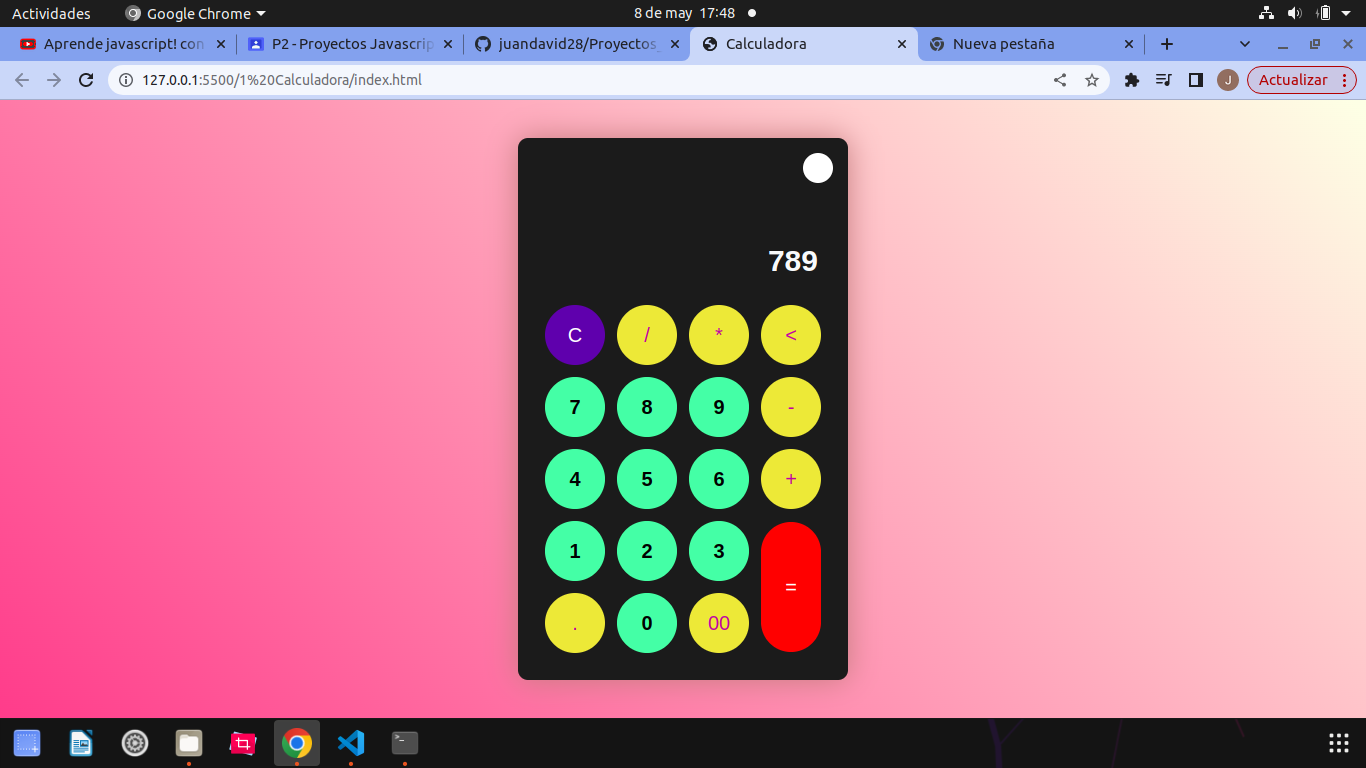 Actividades Google Chrome 8 de may 17:48
Aprende javascript! con P2 - Proyectos Javascrip juandavid28/Proyectos_ Calculadora Nueva pestaña
127.0.0.1:5500/1%20Calculadora/index.html J Actualizar
789
C / * <
7 8 9 -
4 5 6 +
1 2 3
=
. 0 00